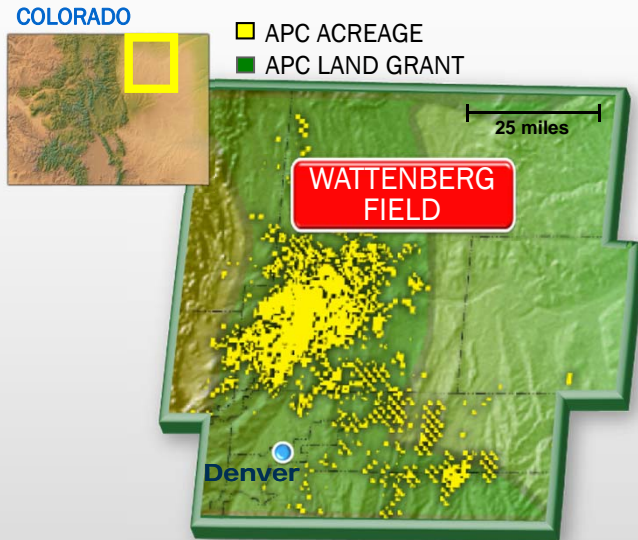 COLORADO
APC ACREAGE
APC LAND GRANT
25 miles
WATTENBERG
FIELD
Denver